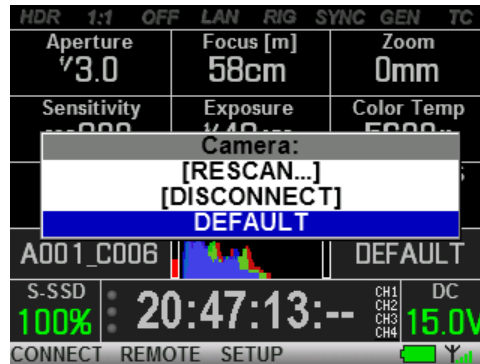 HDR 1:1 OFF LAN RIG SYNC GEN TC
Aperture Focus [m] Zoom
f/3.0 58cm 0mm
Sensitivity Exposure Color Temp
Camera:
[RESCAN...]
[DISCONNECT]
DEFAULT
A001_C006 DEFAULT
S-SSD CH1 DC
100% 20:47:13:-- CH2 15.0V
CH3
CH4
CONNECT REMOTE SETUP